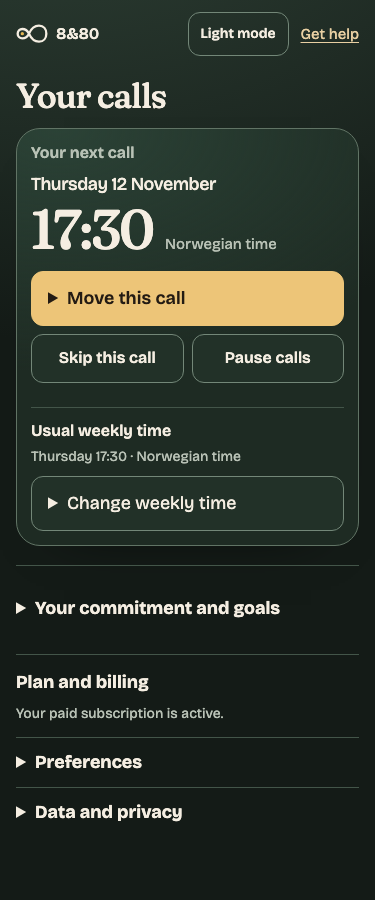 8&80
Light mode
Get help
Your calls
Your next call
Thursday 12 November
17:30 Norwegian time
Move this call
Skip this call
Pause calls
Usual weekly time
Thursday 17:30 · Norwegian time
Change weekly time
Your commitment and goals
Plan and billing
Your paid subscription is active.
Preferences
Data and privacy